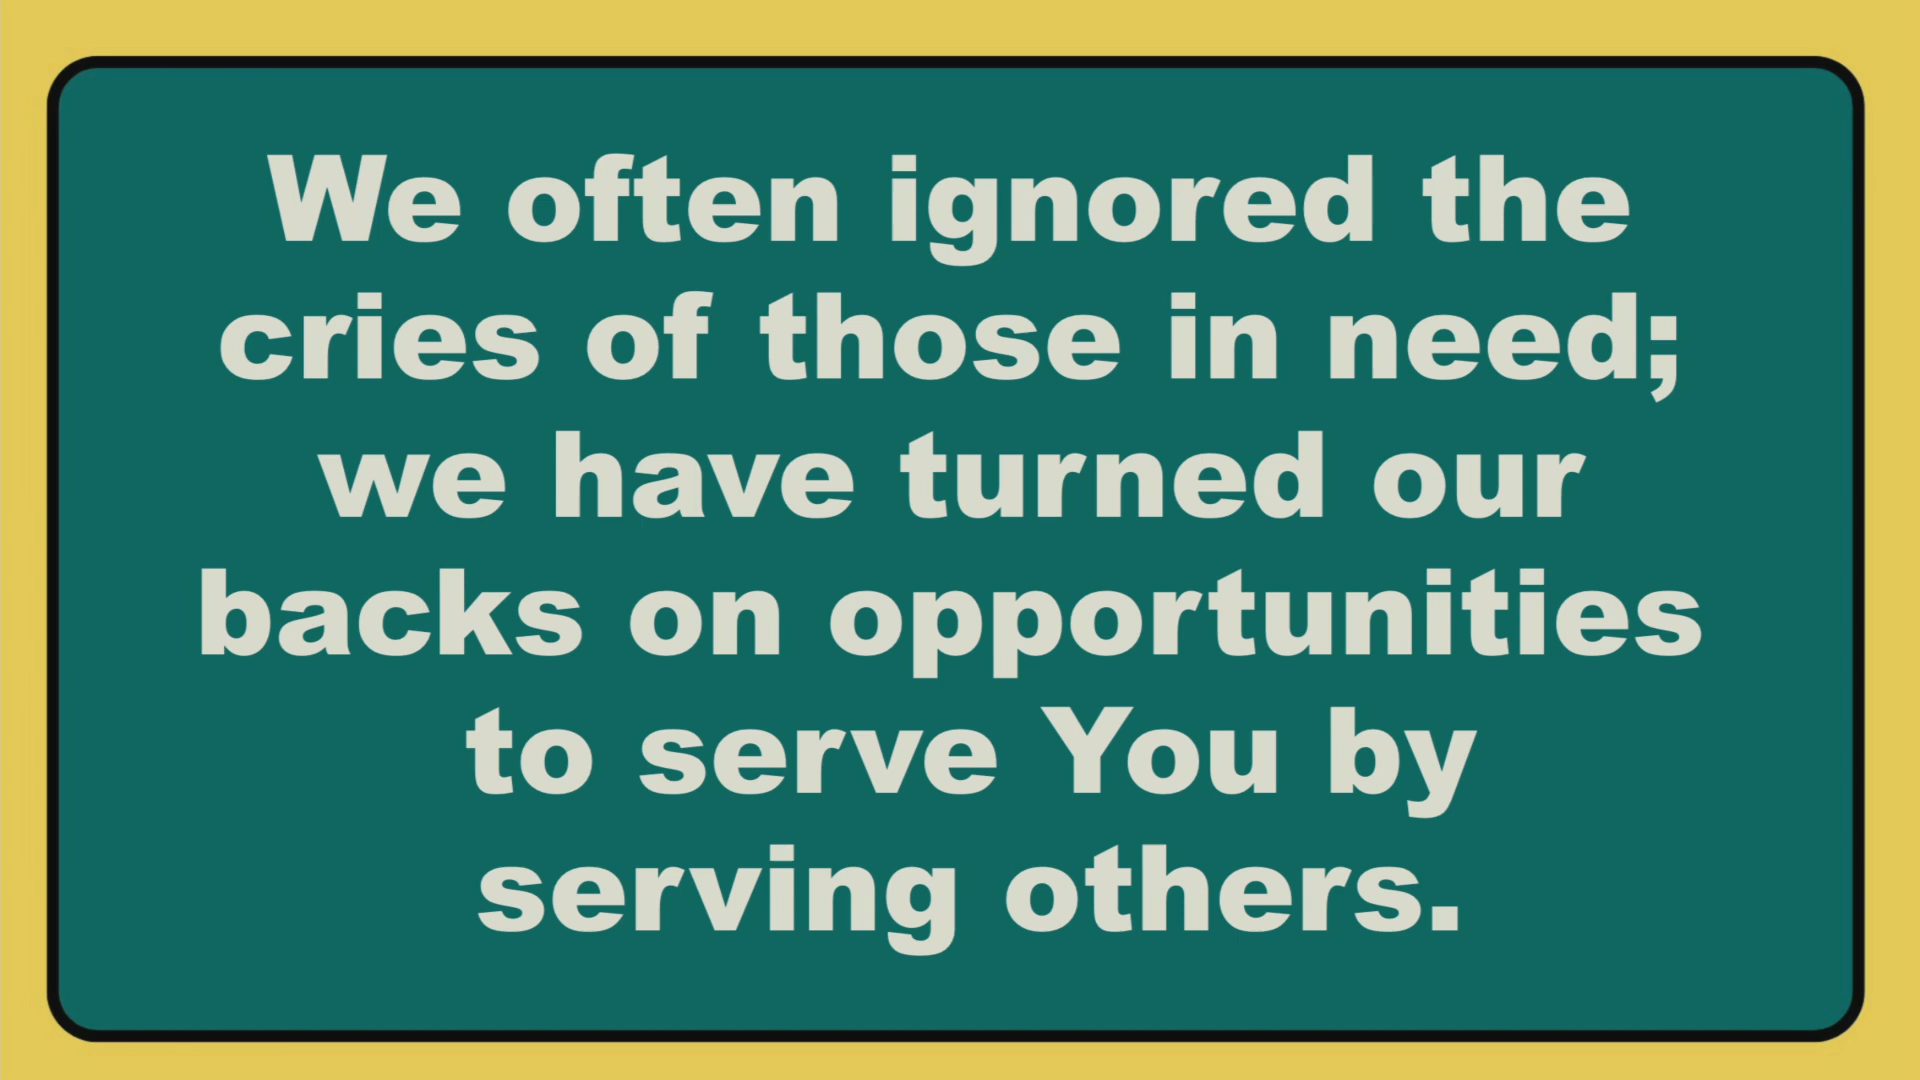 We often ignored the
cries of those in need;
we have turned our
backs on opportunities
to serve You by
serving others.